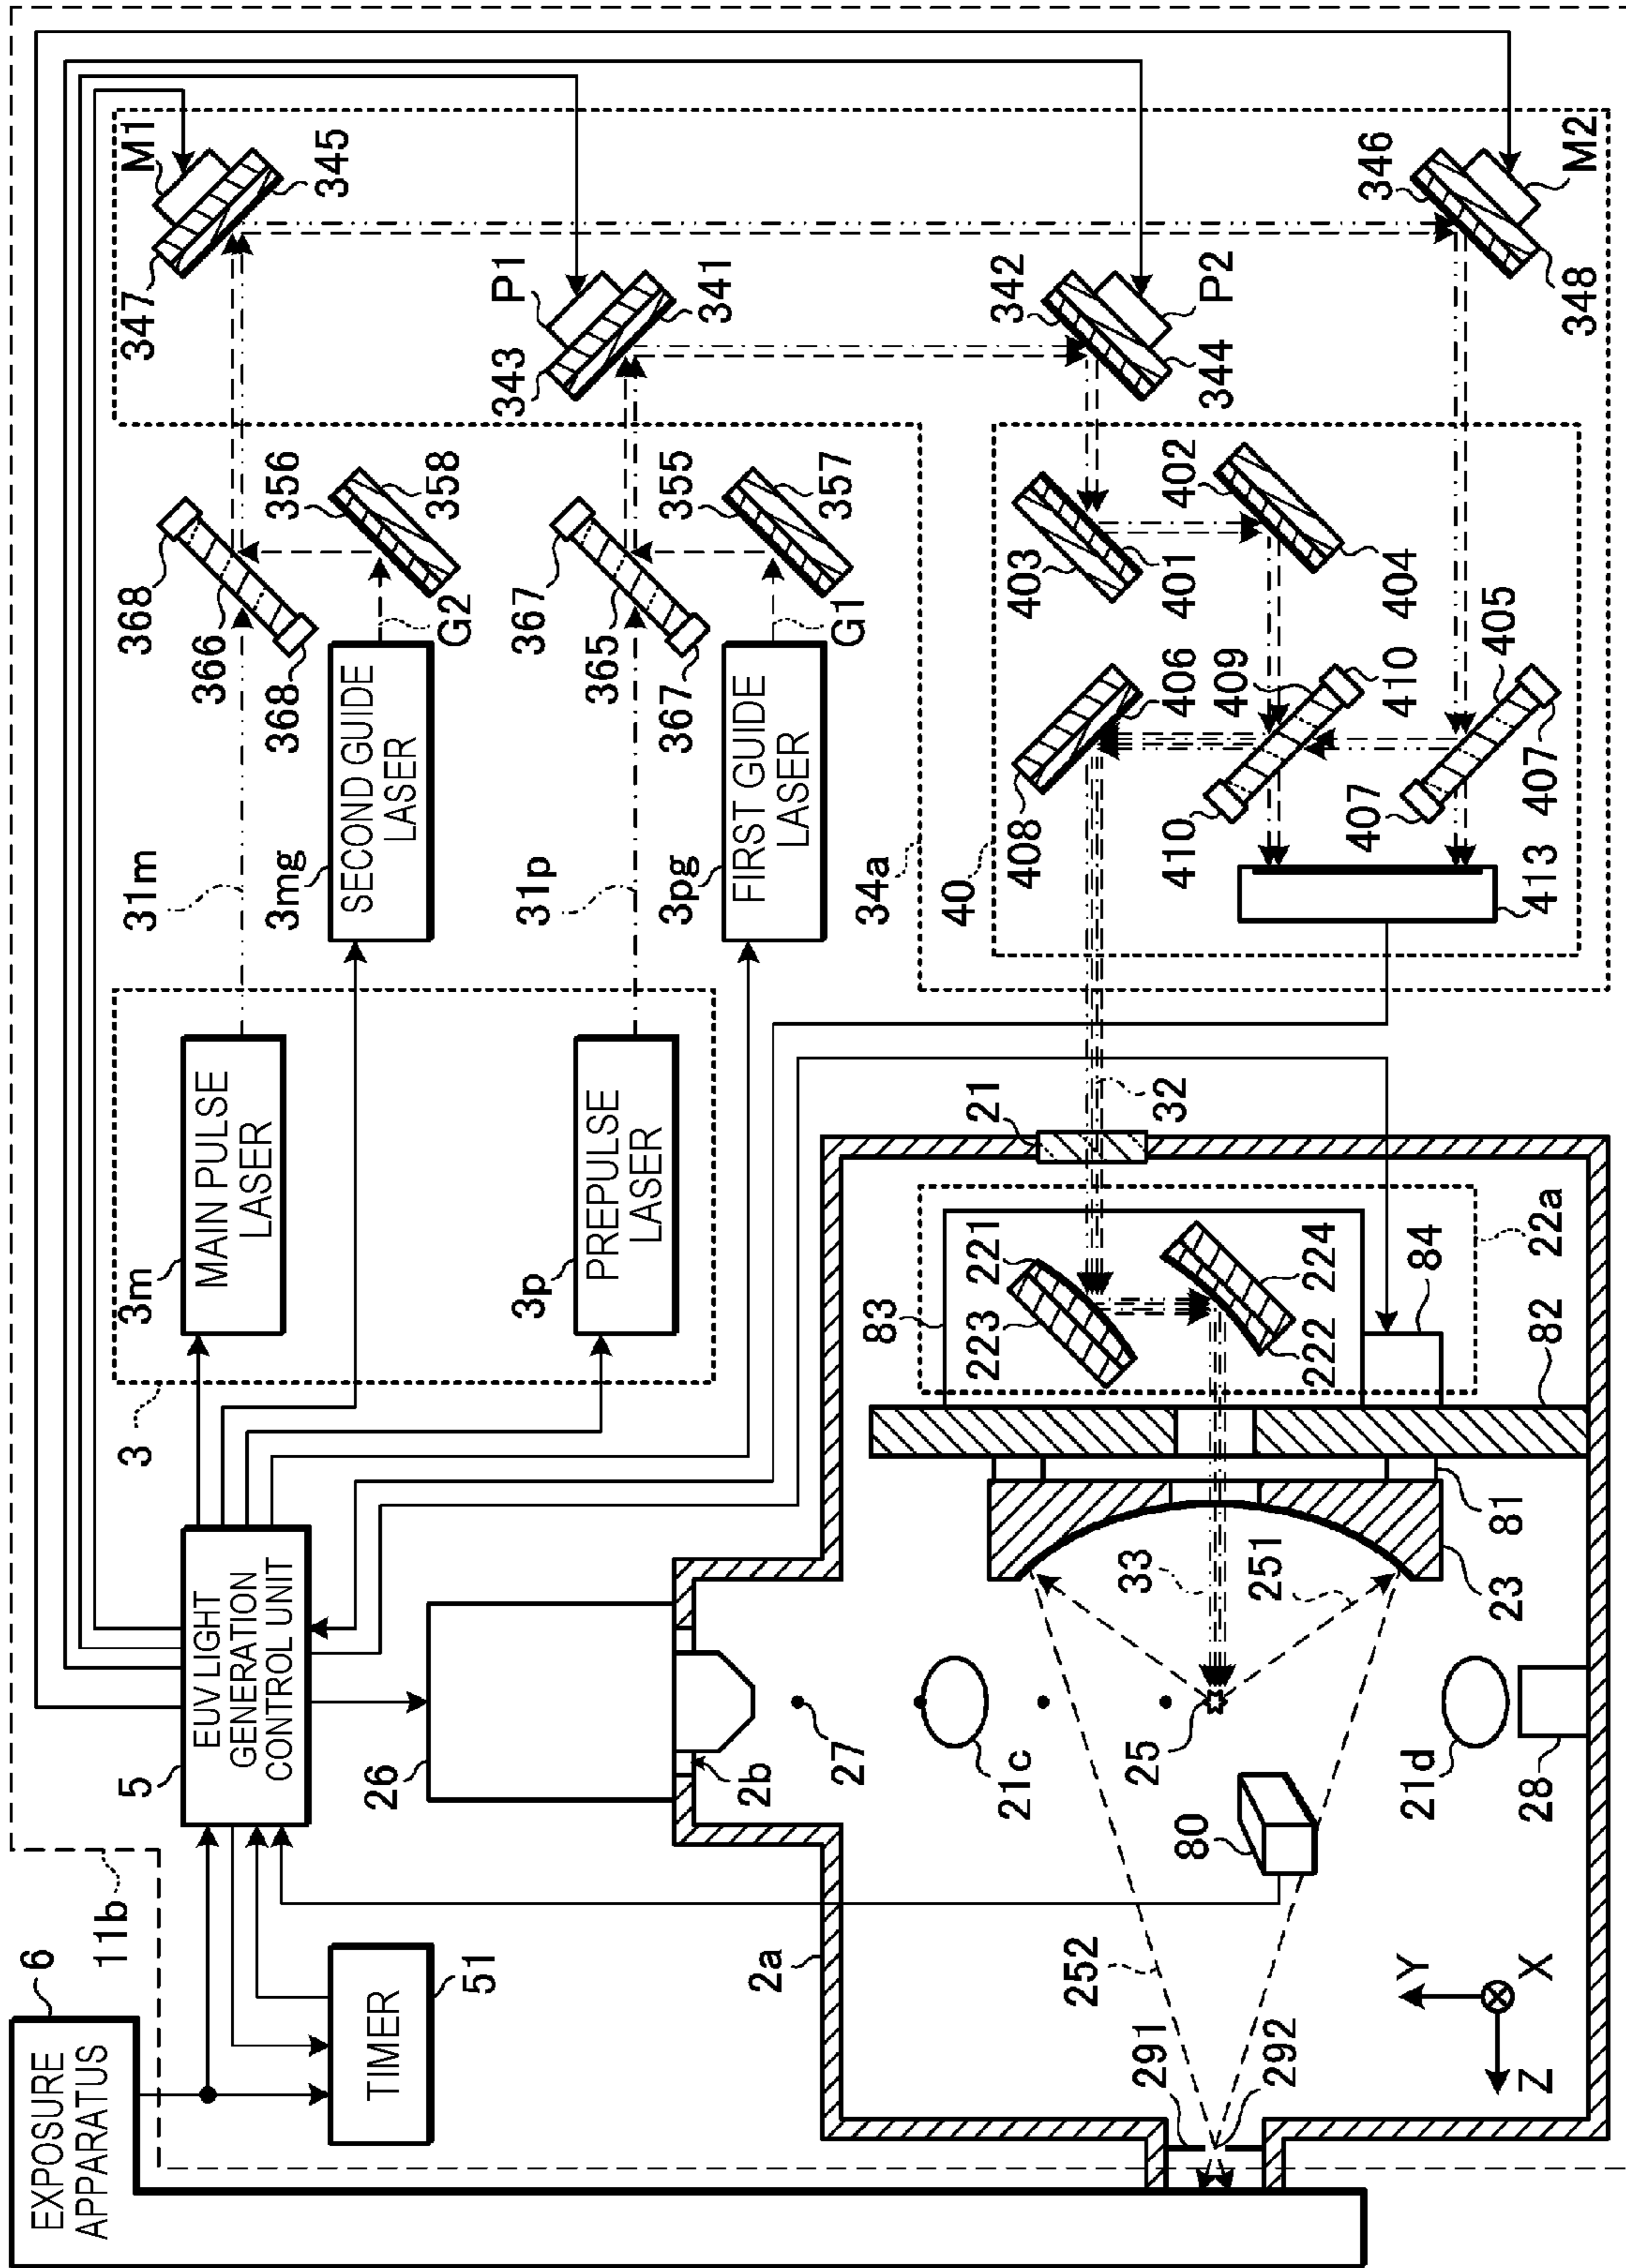 EXPOSURE
APPARATUS
6
11b
TIMER
51
5
EUV LIGHT
GENERATION
CONTROL UNIT
3
3m
MAIN PULSE
LASER
3p
PREPULSE
LASER
31m
3mg
SECOND GUIDE
LASER
G2
31p
3pg
FIRST GUIDE
LASER
G1
368
366
368
356
358
367
365
367
355
357
M1
347
345
P1
343
341
342
P2
344
346
M2
348
34a
40
403
401
402
404
408
406
409
410
410
405
407
407
413
26
2b
2a
27
21c
25
21d
28
80
33
251
23
81
82
83
84
22a
221
223
222
224
21
32
252
291
292
Y
Z
X